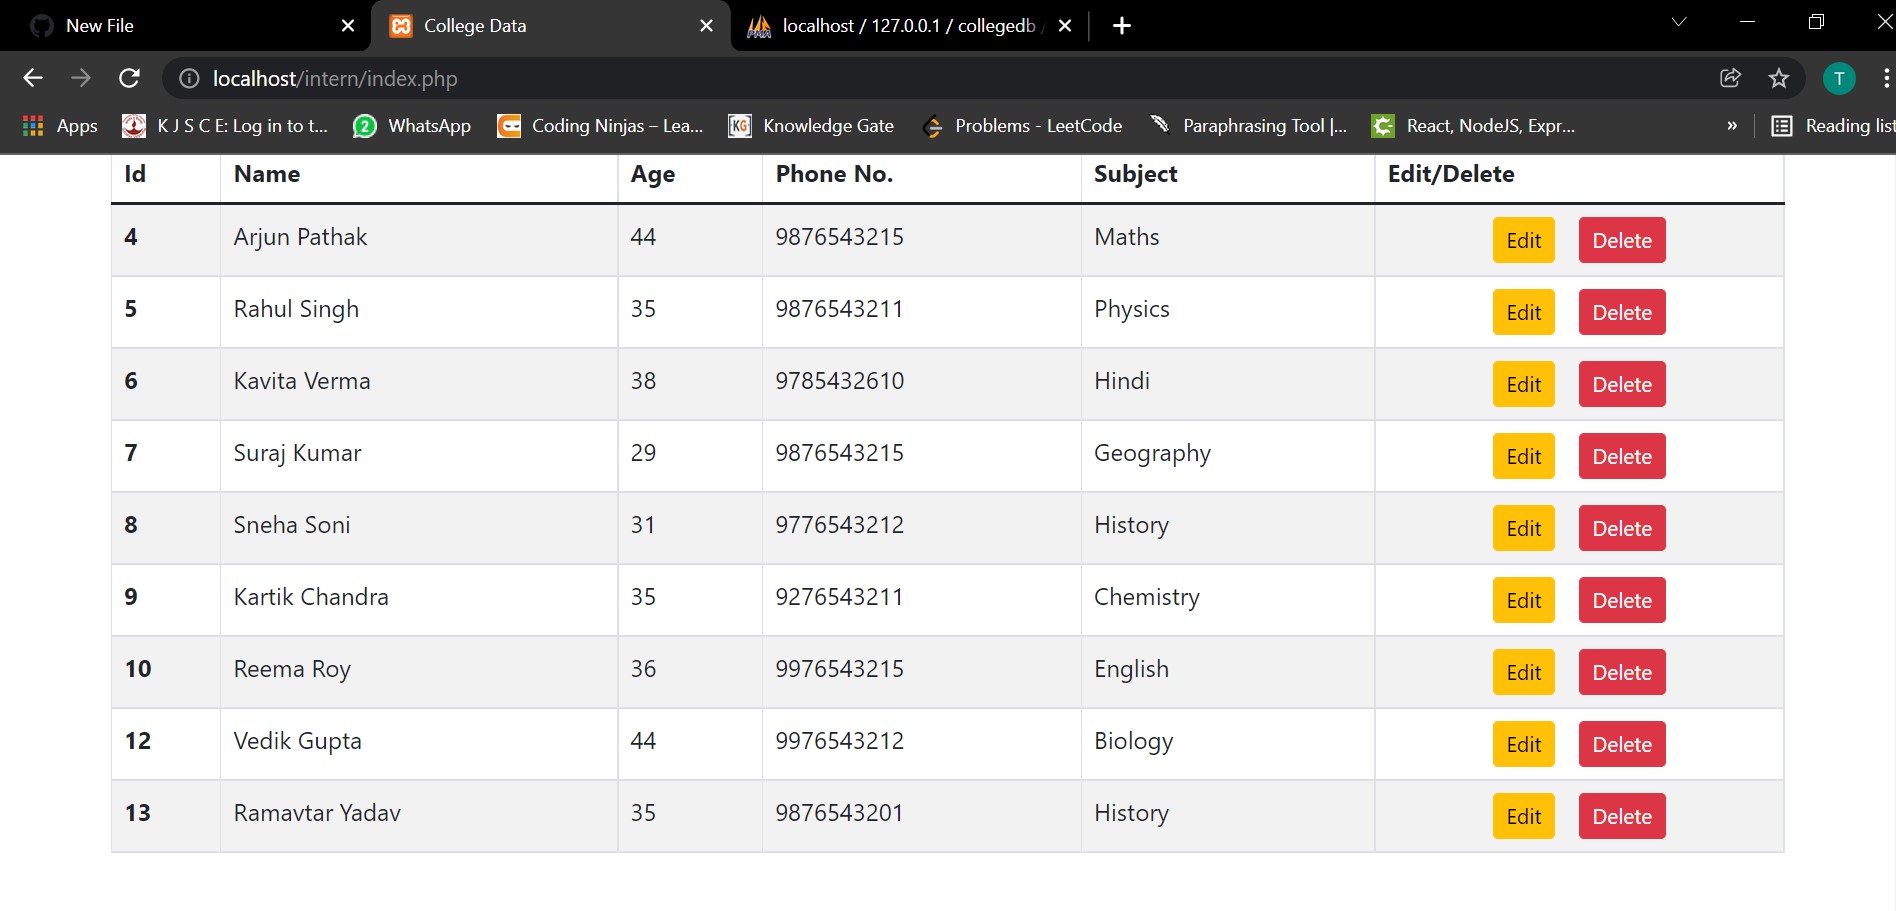 New File
College Data
localhost / 127.0.0.1 / collegedb /
localhost/intern/index.php
T
Apps
K J S C E: Log in to t...
2
WhatsApp
Coding Ninjas – Lea...
KG
Knowledge Gate
Problems - LeetCode
Paraphrasing Tool |...
React, NodeJS, Expr...
»
Reading list
Id Name Age Phone No. Subject Edit/Delete
4 Arjun Pathak 44 9876543215 Maths Edit Delete
5 Rahul Singh 35 9876543211 Physics Edit Delete
6 Kavita Verma 38 9785432610 Hindi Edit Delete
7 Suraj Kumar 29 9876543215 Geography Edit Delete
8 Sneha Soni 31 9776543212 History Edit Delete
9 Kartik Chandra 35 9276543211 Chemistry Edit Delete
10 Reema Roy 36 9976543215 English Edit Delete
12 Vedik Gupta 44 9976543212 Biology Edit Delete
13 Ramavtar Yadav 35 9876543201 History Edit Delete